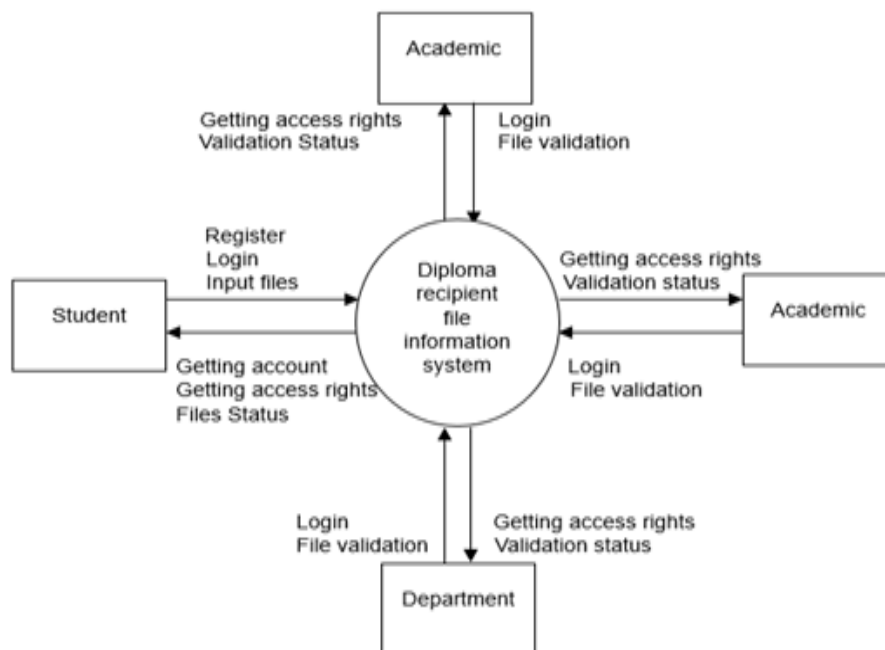 Academic
Getting access rights
Validation Status
Login
File validation
Register
Login
Input files
Student
Getting account
Getting access rights
Files Status
Diploma
recipient
file
information
system
Getting access rights
Validation status
Academic
Login
File validation
Login
File validation
Getting access rights
Validation status
Department